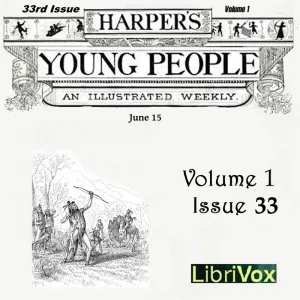 33rd Issue
Volume 1
HARPER'S
YOUNG PEOPLE
AN ILLUSTRATED WEEKLY.
June 15
Volume 1
Issue 33
LibriVox